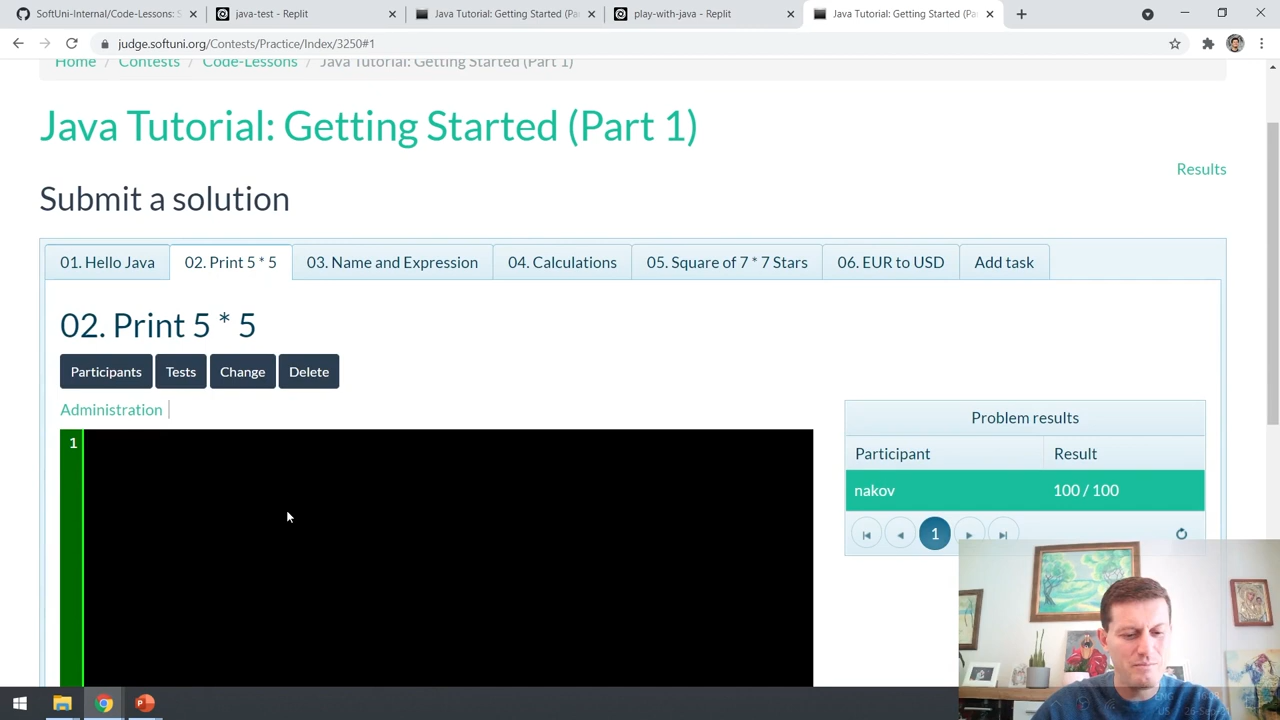 SoftUni-Internal/Code-Lessons: S
java-test - Replit
Java Tutorial: Getting Started (Pa
play-with-java - Replit
Java Tutorial: Getting Started (Pa
judge.softuni.org/Contests/Practice/Index/3250#1
Home / Contests / Code-Lessons / Java Tutorial: Getting Started (Part 1)
Java Tutorial: Getting Started (Part 1)
Results
Submit a solution
01. Hello Java
02. Print 5 * 5
03. Name and Expression
04. Calculations
05. Square of 7 * 7 Stars
06. EUR to USD
Add task
02. Print 5 * 5
Participants
Tests
Change
Delete
Administration
1
Problem results
Participant
Result
nakov
100 / 100
1